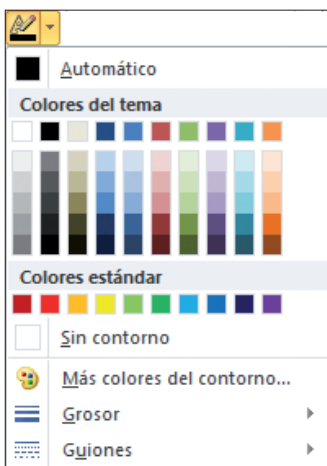 Automático
Colores del tema
Colores estándar
Sin contorno
Más colores del contorno...
Grosor
Guiones